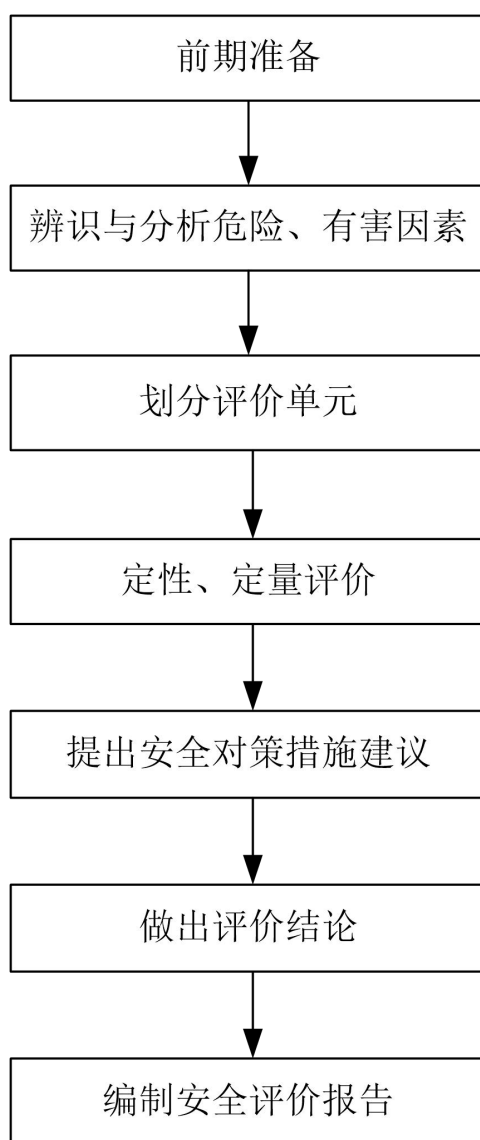 前期准备
辨识与分析危险、有害因素
划分评价单元
定性、定量评价
提出安全对策措施建议
做出评价结论
编制安全评价报告